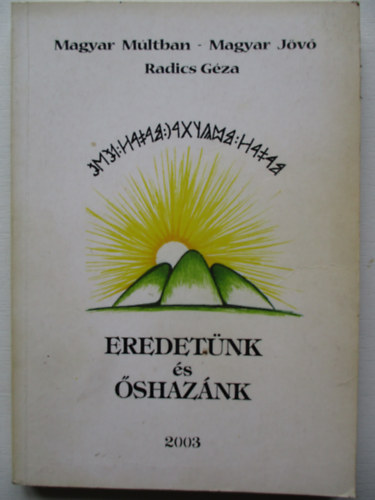 Magyar Múltban · Magyar Jövő
Radics Géza
EREDETÜNK
és
ŐSHAZÁNK
2003